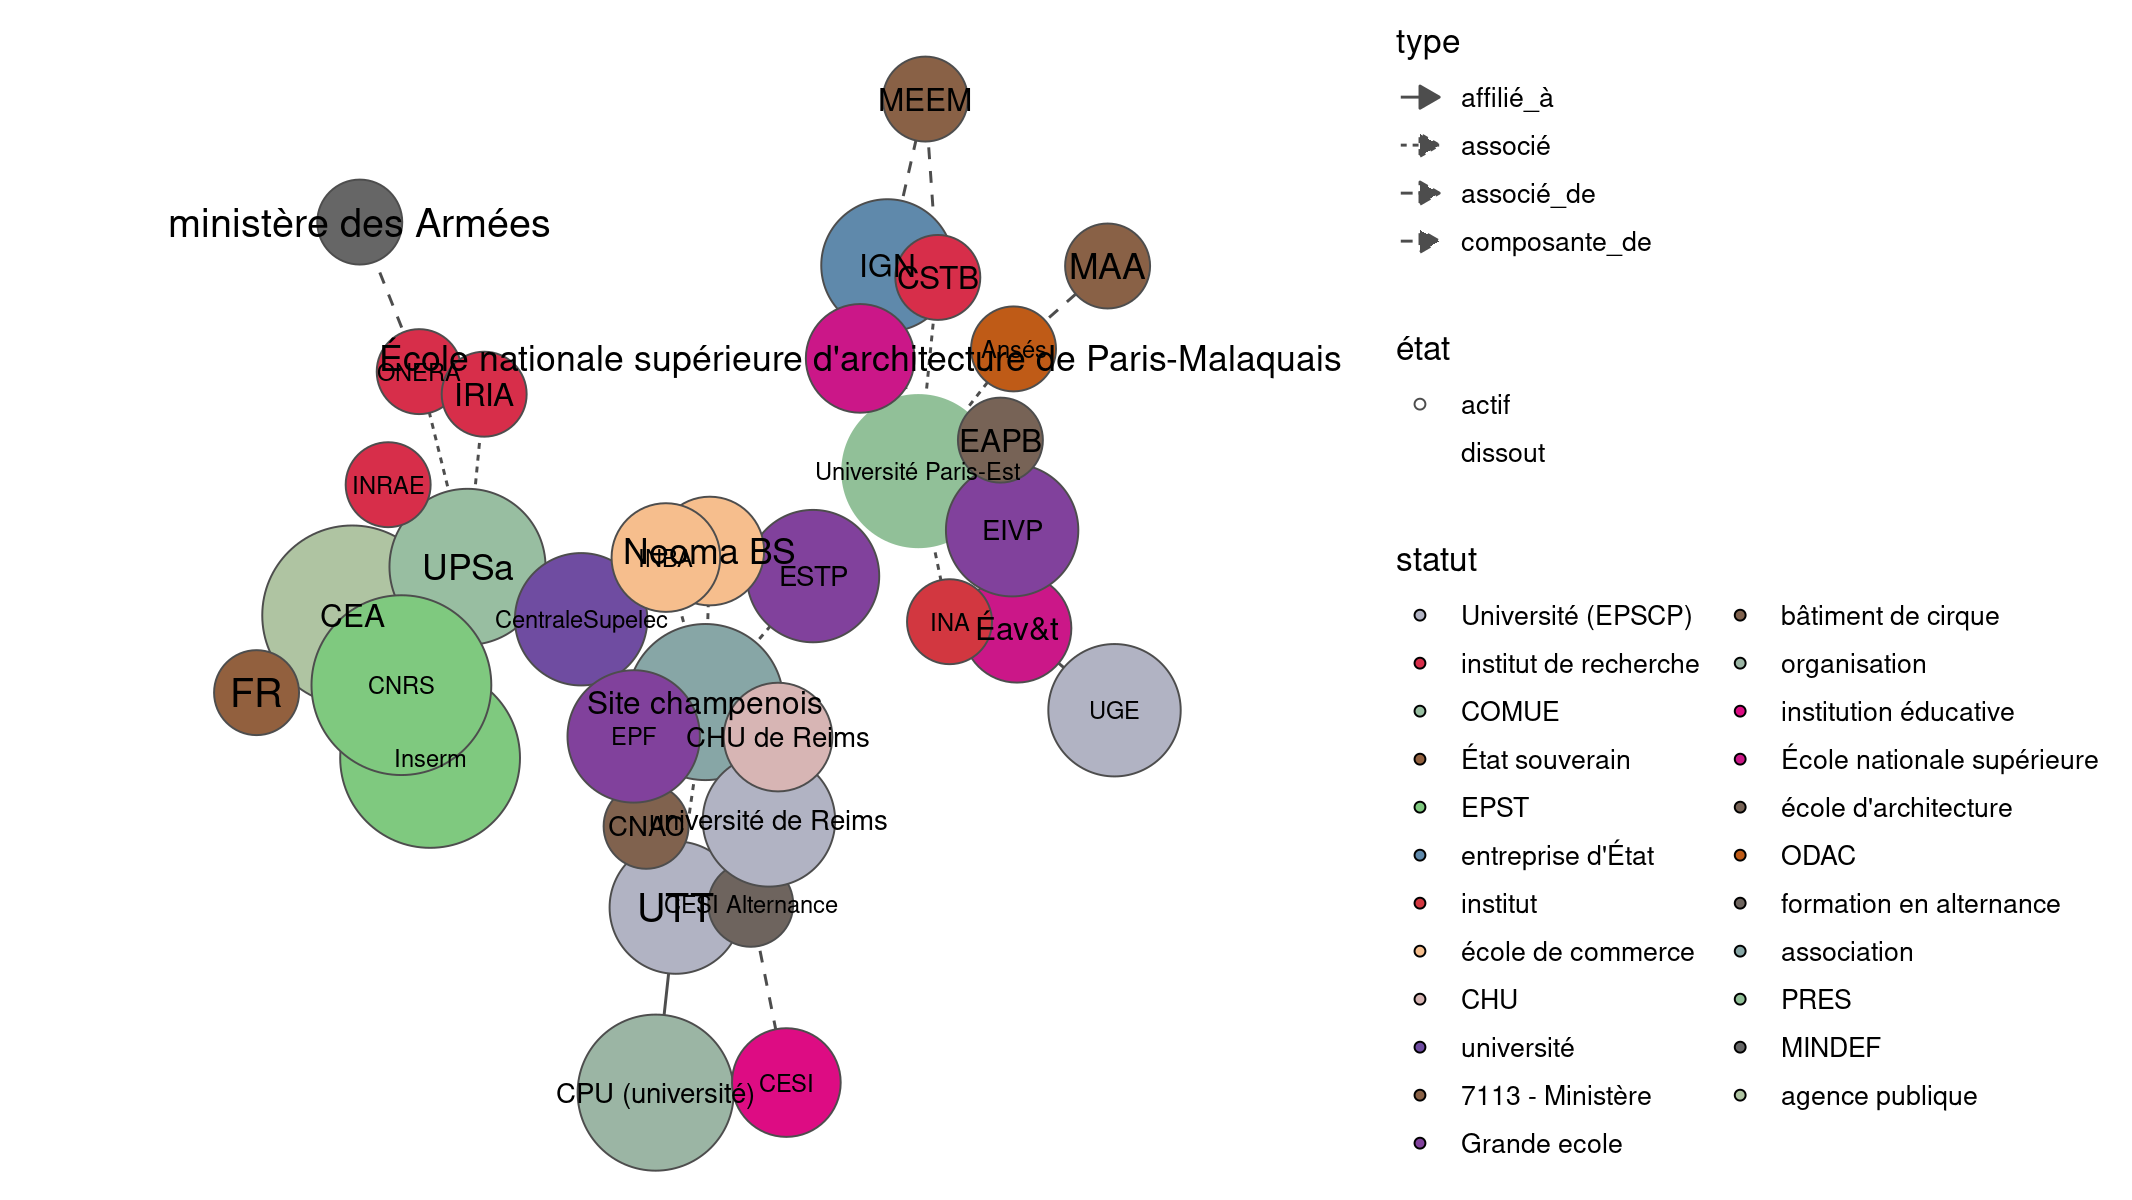 MEEM
ministère des Armées
IGN
CSTB
MAA
École nationale supérieure d'architecture de Paris-Malaquais
Ansés
ONERA
IRIA
EAPB
Université Paris-Est
INRAE
EIVP
Neoma BS
INBA
UPSa
ESTP
CEA
CentraleSupelec
INA
Éav&t
CNRS
FR
Site champenois
UGE
EPF
CHU de Reims
Inserm
CNAC
université de Reims
UTT
CESI Alternance
CPU (université)
CESI
type
affilié_à
associé
associé_de
composante_de
état
actif
dissout
statut
Université (EPSCP)
institut de recherche
COMUE
État souverain
EPST
entreprise d'État
institut
école de commerce
CHU
université
7113 - Ministère
Grande ecole
bâtiment de cirque
organisation
institution éducative
École nationale supérieure
école d'architecture
ODAC
formation en alternance
association
PRES
MINDEF
agence publique